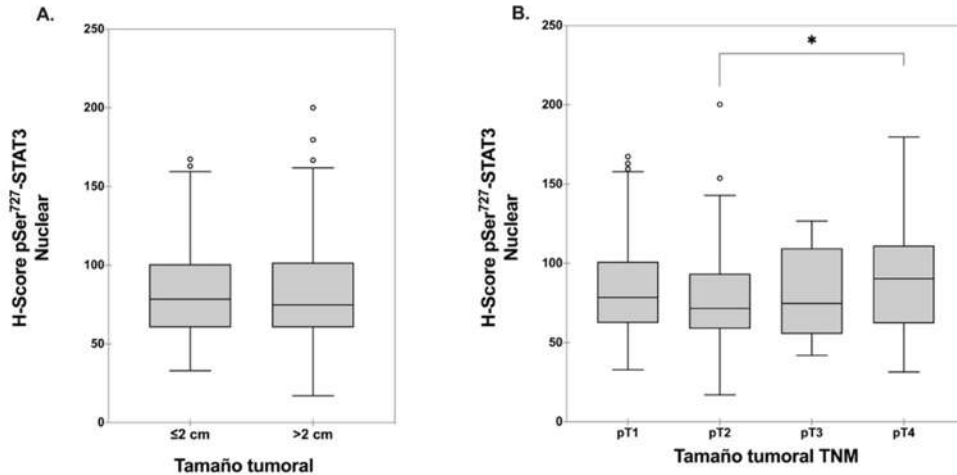 A.
H-Score pSer⁷²⁷-STAT3
Nuclear
250
200
150
100
50
0
≤2 cm >2 cm
Tamaño tumoral
B.
H-Score pSer⁷²⁷-STAT3
Nuclear
250
200
150
100
50
0
*
pT1 pT2 pT3 pT4
Tamaño tumoral TNM